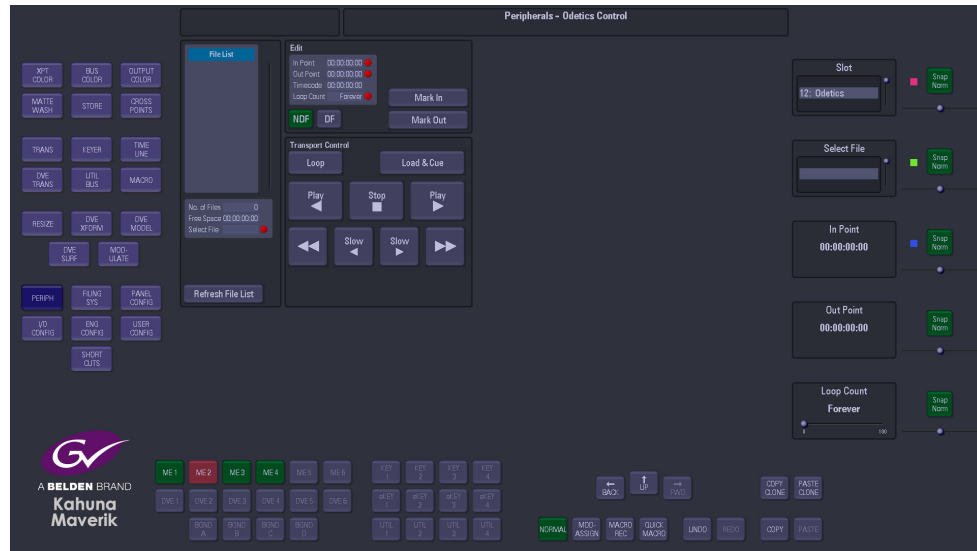 Peripherals - Odetics Control
XPT
COLOR
BUS
COLOR
OUTPUT
COLOR
MATTE
WASH
STORE
CROSS
POINTS
TRANS
KEYER
TIME
LINE
DVE
TRANS
UTIL
BUS
MACRO
RESIZE
DVE
XFORM
DVE
MODEL
DVE
SURF
MOD-
ULATE
PERIPH
FILING
SYS
PANEL
CONFIG
I/O
CONFIG
ENG
CONFIG
USER
CONFIG
SHORT
CUTS
File List
No. of Files 0
Free Space 00:00:00:00
Select File
Refresh File List
Edit
In Point 00:00:00:00
Out Point 00:00:00:00
Timecode 00:00:00:00
Loop Count Forever
Mark In
NDF DF
Mark Out
Transport Control
Loop
Load & Cue
Play
Stop
Play
Slow
Slow
Slot
12: Odetics
Snap
Norm
Select File
Snap
Norm
In Point
00:00:00:00
Snap
Norm
Out Point
00:00:00:00
Snap
Norm
Loop Count
Forever
0 100
Snap
Norm
GV
A BELDEN BRAND
Kahuna
Maverik
ME 1 ME 2 ME 3 ME 4 ME 5 ME 6
DVE 1 DVE 2 DVE 3 DVE 4 DVE 5 DVE 6
BGND
A
BGND
B
BGND
C
BGND
D
KEY
1
KEY
2
KEY
3
KEY
4
αKEY
1
αKEY
2
αKEY
3
αKEY
4
UTIL
1
UTIL
2
UTIL
3
UTIL
4
BACK
UP
FWD
COPY
CLONE
PASTE
CLONE
NORMAL
MOD-
ASSIGN
MACRO
REC
QUICK
MACRO
UNDO
REDO
COPY
PASTE